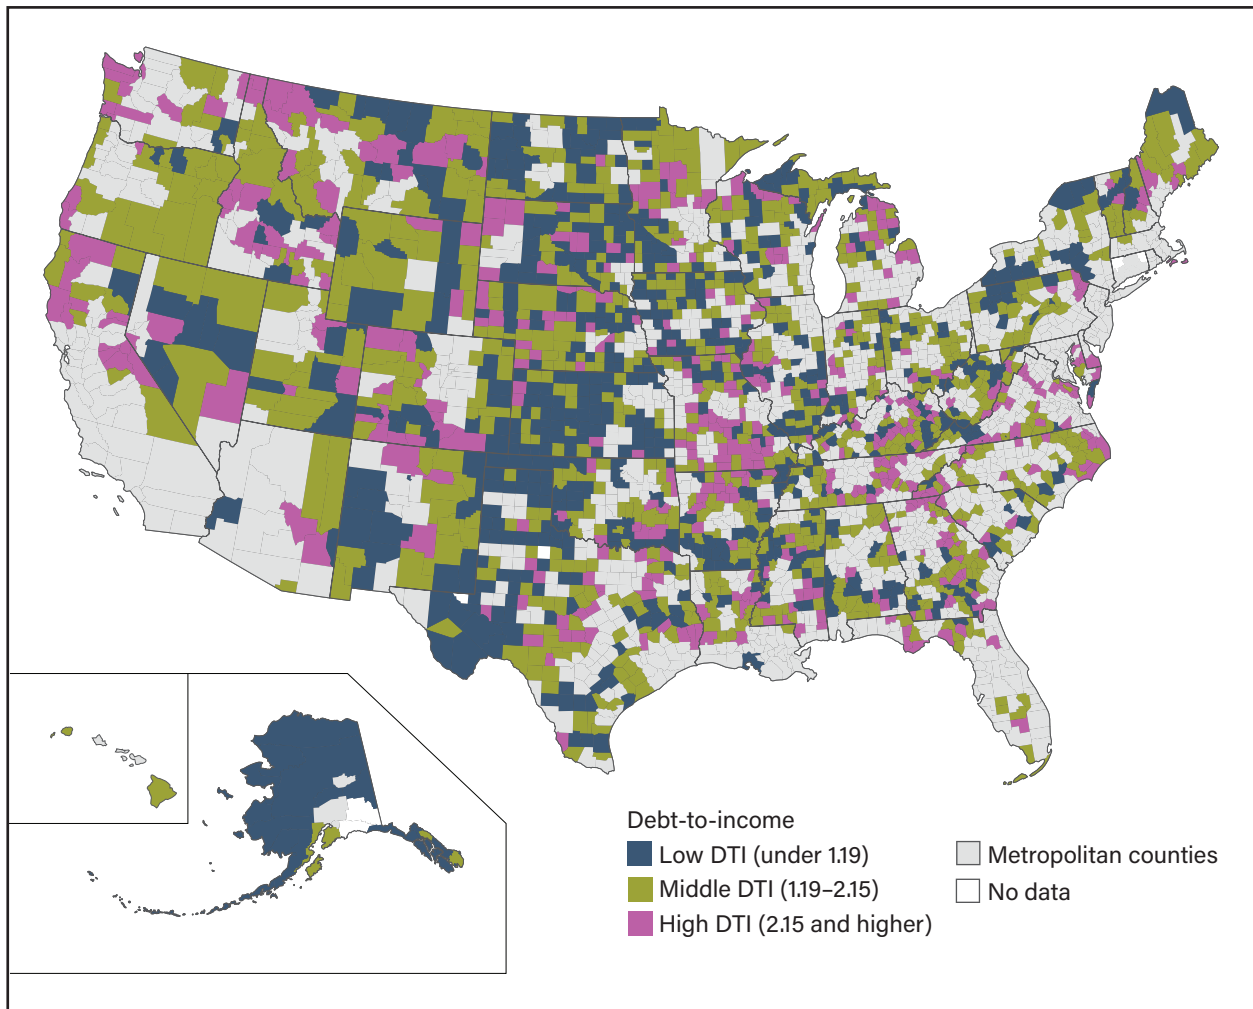 Debt-to-income
Low DTI (under 1.19)
Middle DTI (1.19–2.15)
High DTI (2.15 and higher)
Metropolitan counties
No data